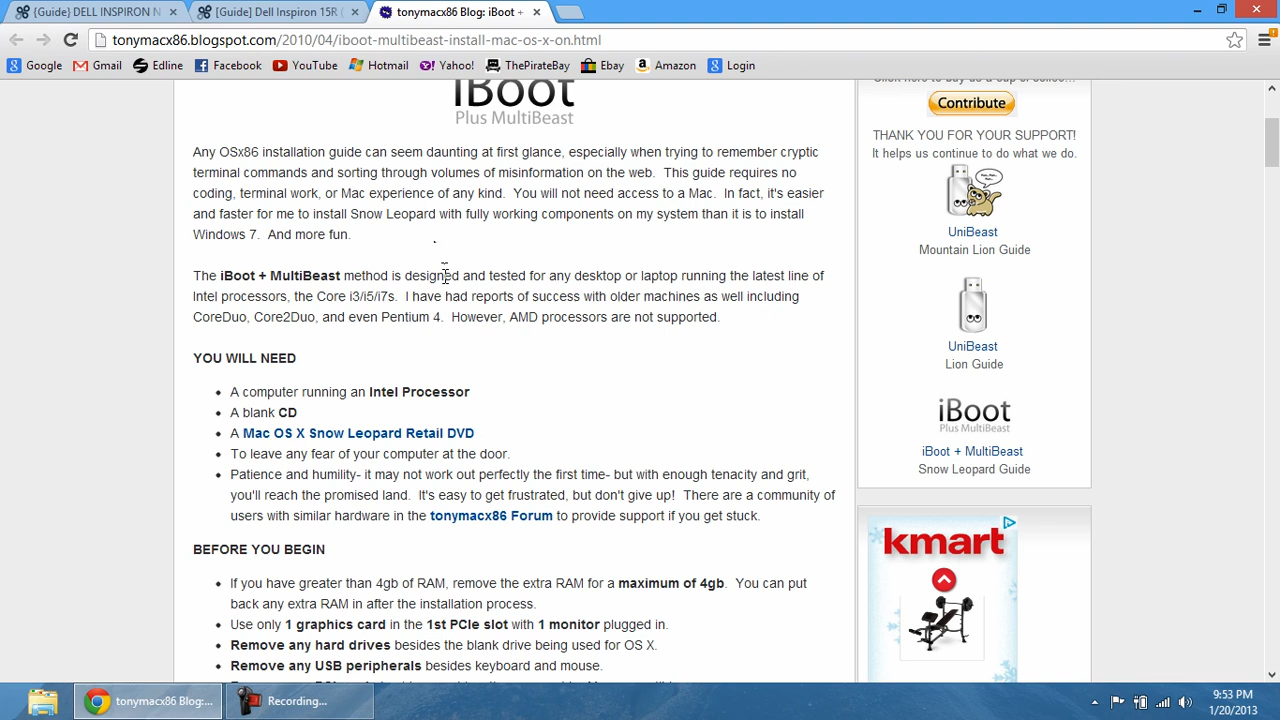 {Guide} DELL INSPIRON N
[Guide] Dell Inspiron 15R (
tonymacx86 Blog: iBoot +
tonymacx86.blogspot.com/2010/04/iboot-multibeast-install-mac-os-x-on.html
Google Gmail Edline Facebook YouTube Hotmail Yahoo! ThePirateBay Ebay Amazon Login
iBoot
Plus MultiBeast
Any OSx86 installation guide can seem daunting at first glance, especially when trying to remember cryptic
terminal commands and sorting through volumes of misinformation on the web.  This guide requires no
coding, terminal work, or Mac experience of any kind.  You will not need access to a Mac.  In fact, it's easier
and faster for me to install Snow Leopard with fully working components on my system than it is to install
Windows 7.  And more fun.
The iBoot + MultiBeast method is designed and tested for any desktop or laptop running the latest line of
Intel processors, the Core i3/i5/i7s.  I have had reports of success with older machines as well including
CoreDuo, Core2Duo, and even Pentium 4.  However, AMD processors are not supported.
YOU WILL NEED
A computer running an Intel Processor
A blank CD
A Mac OS X Snow Leopard Retail DVD
To leave any fear of your computer at the door.
Patience and humility- it may not work out perfectly the first time- but with enough tenacity and grit,
you'll reach the promised land.  It's easy to get frustrated, but don't give up!  There are a community of
users with similar hardware in the tonymacx86 Forum to provide support if you get stuck.
BEFORE YOU BEGIN
If you have greater than 4gb of RAM, remove the extra RAM for a maximum of 4gb.  You can put
back any extra RAM in after the installation process.
Use only 1 graphics card in the 1st PCIe slot with 1 monitor plugged in.
Remove any hard drives besides the blank drive being used for OS X.
Remove any USB peripherals besides keyboard and mouse.
Contribute
THANK YOU FOR YOUR SUPPORT!
It helps us continue to do what we do.
UniBeast
Mountain Lion Guide
UniBeast
Lion Guide
iBoot
Plus MultiBeast
iBoot + MultiBeast
Snow Leopard Guide
kmart
tonymacx86 Blog:...
Recording...
9:53 PM
1/20/2013